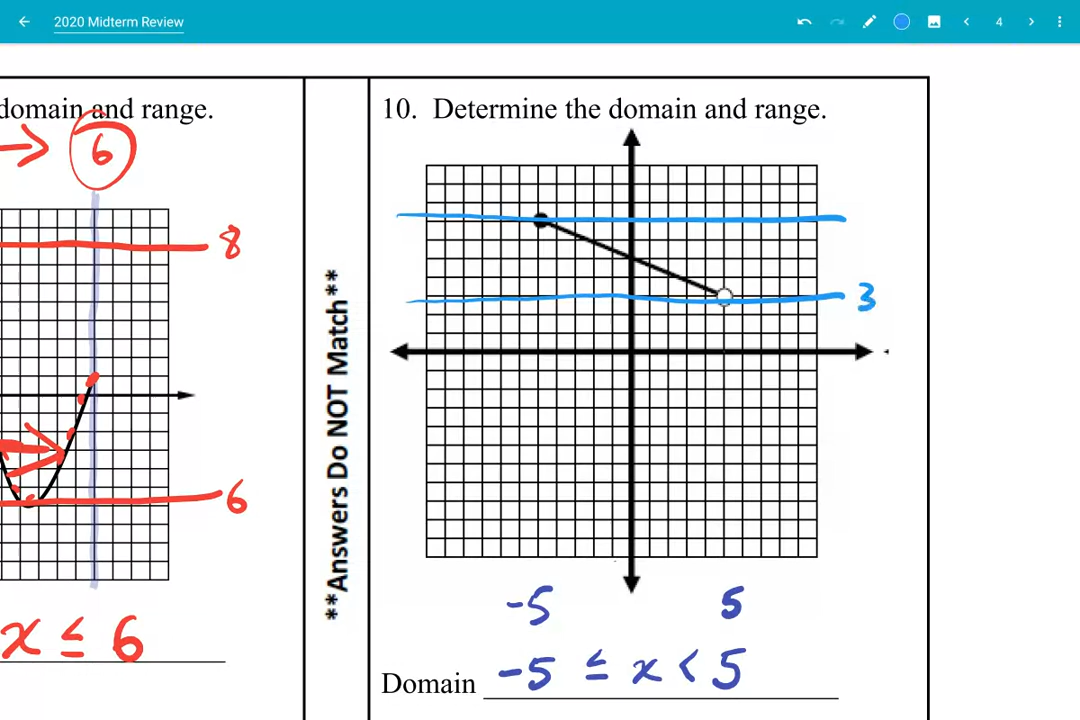 2020 Midterm Review
4
domain and range.
6
8
6
x ≤ 6
**Answers Do NOT Match**
10. Determine the domain and range.
3
-5 5
Domain -5 ≤ x < 5